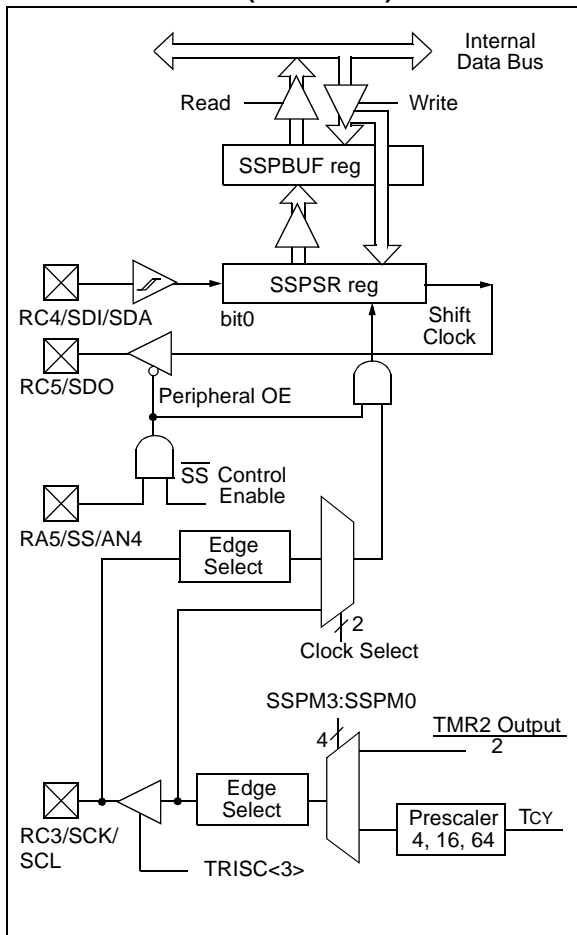 Internal
Data Bus
Read
Write
SSPBUF reg
SSPSR reg
RC4/SDI/SDA
bit0
Shift
Clock
RC5/SDO
Peripheral OE
SS Control
Enable
RA5/SS/AN4
Edge
Select
2
Clock Select
SSPM3:SSPM0
TMR2 Output
2
4
Edge
Select
Prescaler
4, 16, 64
TCY
RC3/SCK/
SCL
TRISC<3>